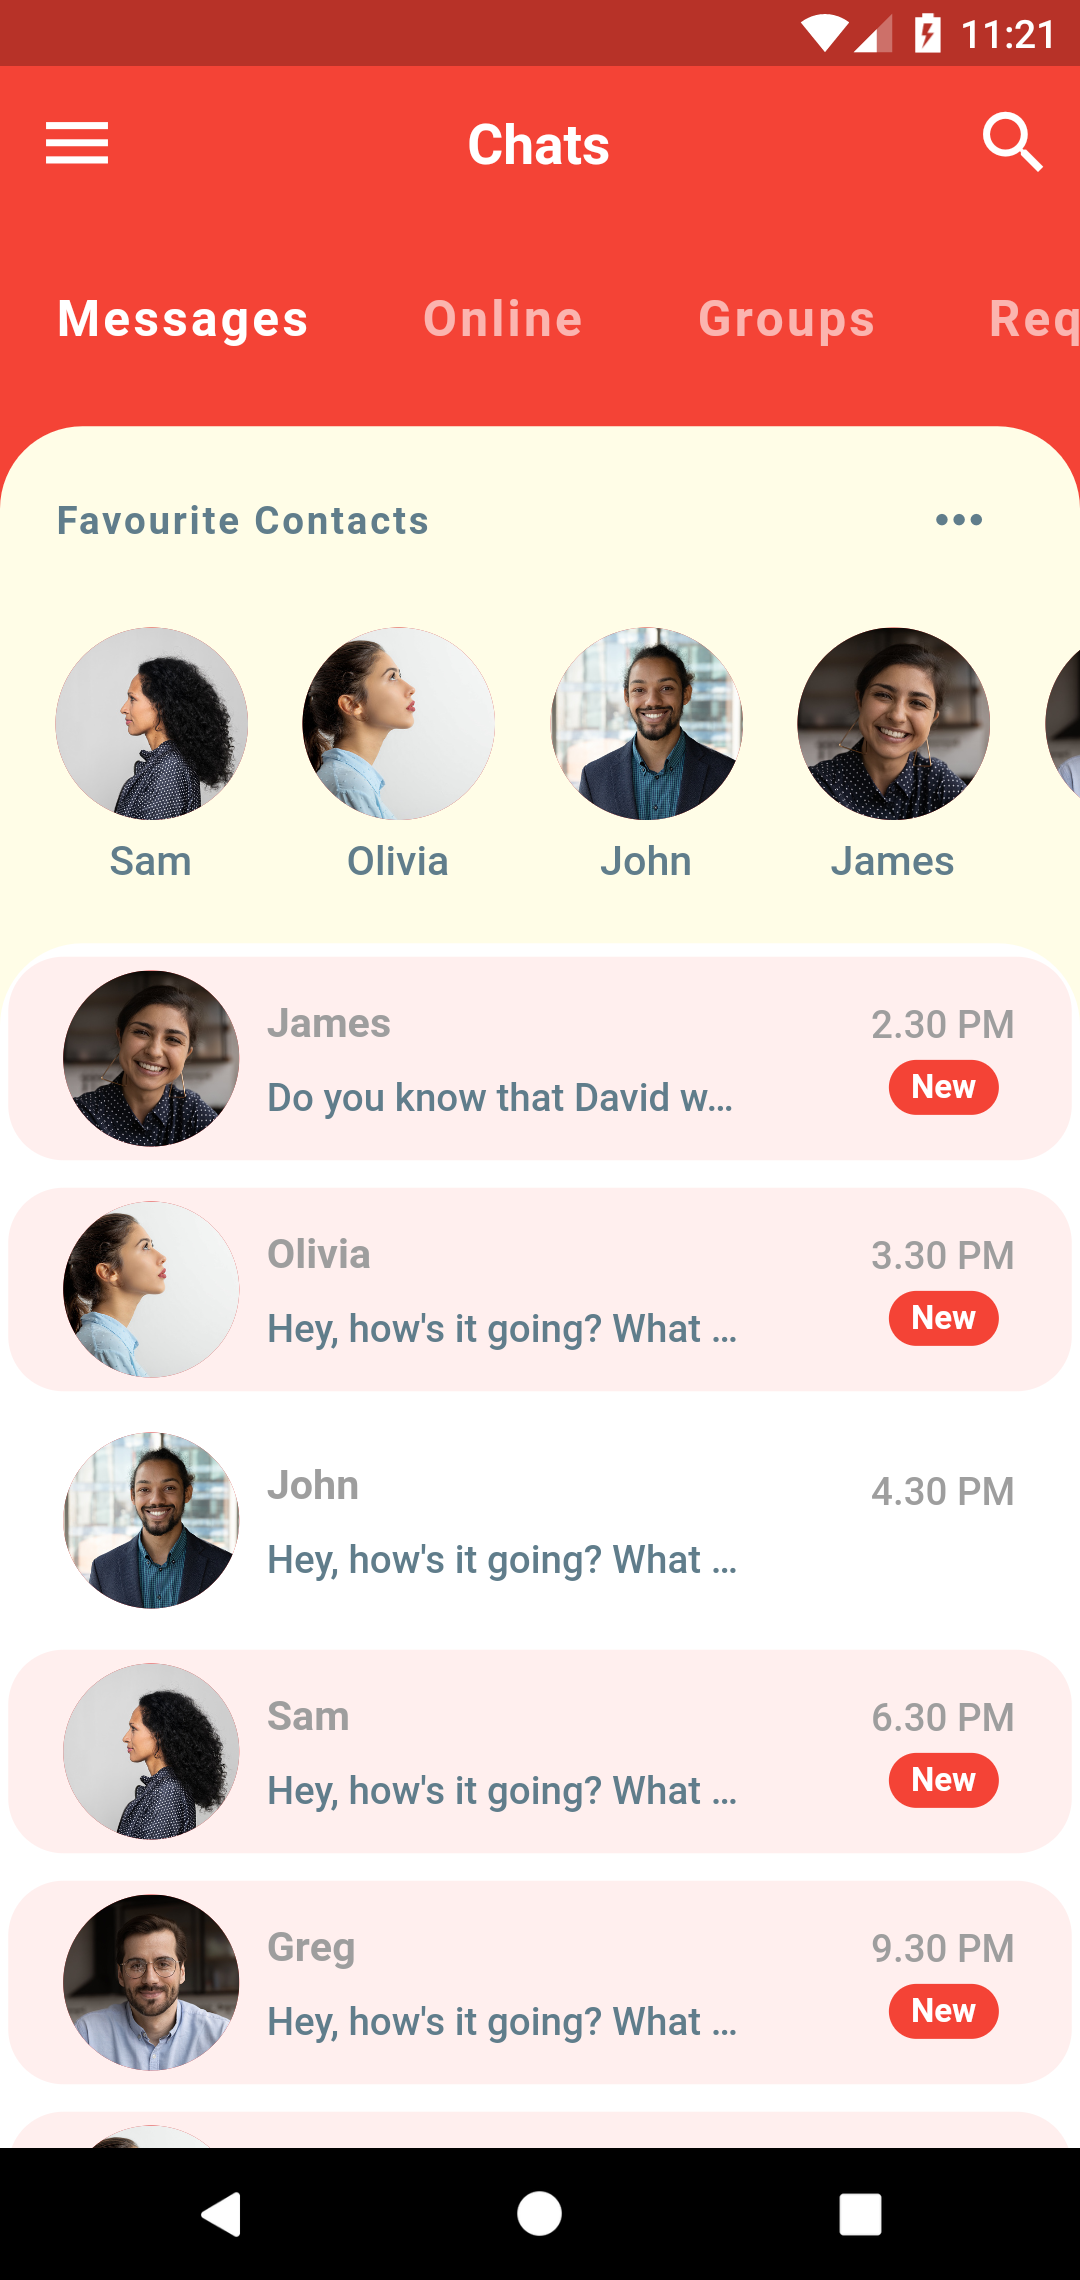 11:21
Chats
Messages Online Groups Req
Favourite Contacts
Sam Olivia John James
James 2.30 PM
Do you know that David w... New
Olivia 3.30 PM
Hey, how's it going? What ... New
John 4.30 PM
Hey, how's it going? What ...
Sam 6.30 PM
Hey, how's it going? What ... New
Greg 9.30 PM
Hey, how's it going? What ... New